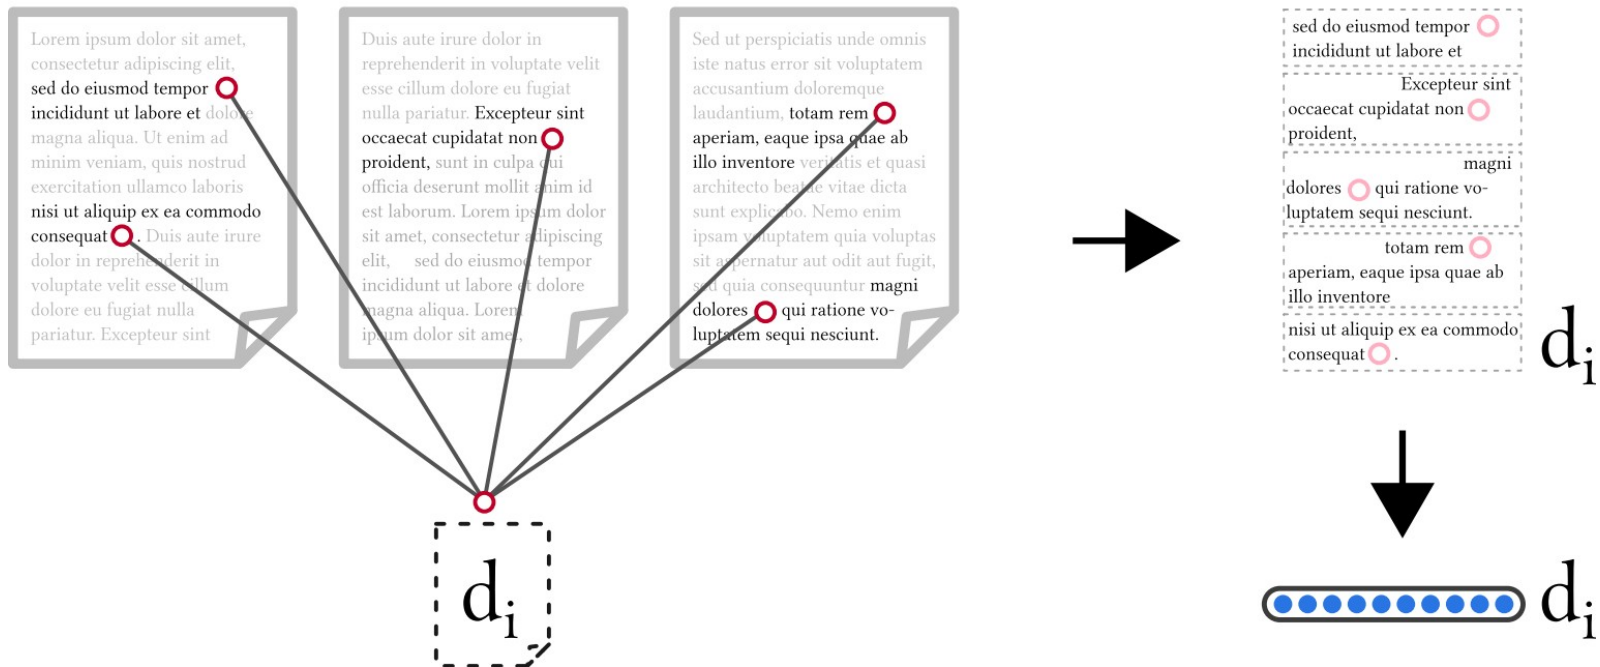 Lorem ipsum dolor sit amet,
consectetur adipiscing elit,
sed do eiusmod tempor
incididunt ut labore et dolore
magna aliqua. Ut enim ad
minim veniam, quis nostrud
exercitation ullamco laboris
nisi ut aliquip ex ea commodo
consequat . Duis aute irure
dolor in reprehenderit in
voluptate velit esse cillum
dolore eu fugiat nulla
pariatur. Excepteur sint
Duis aute irure dolor in
reprehenderit in voluptate velit
esse cillum dolore eu fugiat
nulla pariatur. Excepteur sint
occaecat cupidatat non
proident, sunt in culpa qui
officia deserunt mollit anim id
est laborum. Lorem ipsum dolor
sit amet, consectetur adipiscing
elit, sed do eiusmod tempor
incididunt ut labore et dolore
magna aliqua. Lorem
ipsum dolor sit amet,
Sed ut perspiciatis unde omnis
iste natus error sit voluptatem
accusantium doloremque
laudantium, totam rem
aperiam, eaque ipsa quae ab
illo inventore veritatis et quasi
architecto beatae vitae dicta
sunt explicabo. Nemo enim
ipsam voluptatem quia voluptas
sit aspernatur aut odit aut fugit,
sed quia consequuntur magni
dolores qui ratione vo-
luptatem sequi nesciunt.
di
sed do eiusmod tempor
incididunt ut labore et
Excepteur sint
occaecat cupidatat non
proident,
magni
dolores qui ratione vo-
luptatem sequi nesciunt.
totam rem
aperiam, eaque ipsa quae ab
illo inventore
nisi ut aliquip ex ea commodo
consequat .
di
di